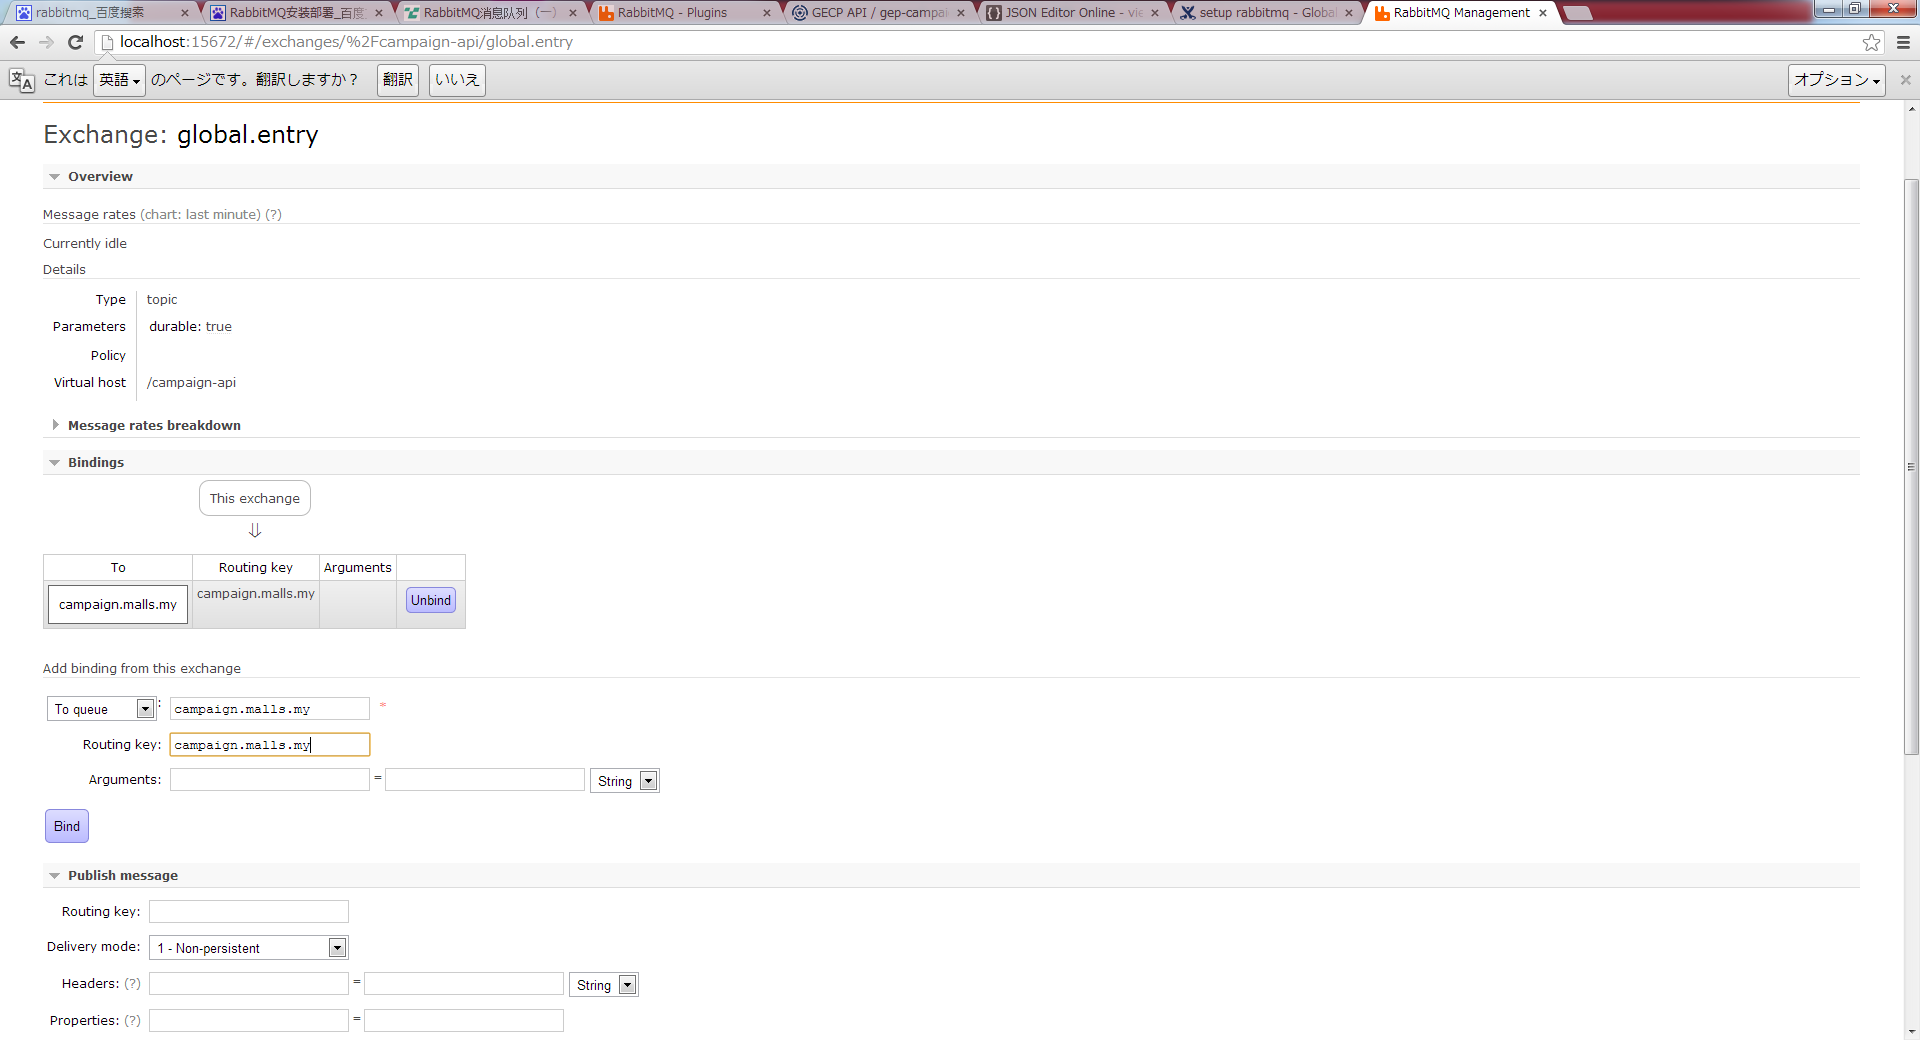 rabbitmq_百度搜索
RabbitMQ安装部署_百度
RabbitMQ消息队列（一）
RabbitMQ - Plugins
GECP API / gep-campai
JSON Editor Online - vie
setup rabbitmq - Global
RabbitMQ Management
localhost:15672/#/exchanges/%2Fcampaign-api/global.entry
これは 英語 のページです。翻訳しますか？ 翻訳 いいえ オプション
Exchange: global.entry
Overview
Message rates (chart: last minute) (?)
Currently idle
Details
Type topic
Parameters durable: true
Policy
Virtual host /campaign-api
Message rates breakdown
Bindings
This exchange
⇓
To Routing key Arguments
campaign.malls.my campaign.malls.my Unbind
Add binding from this exchange
To queue : campaign.malls.my *
Routing key: campaign.malls.my
Arguments: = String
Bind
Publish message
Routing key:
Delivery mode: 1 - Non-persistent
Headers: (?) = String
Properties: (?) =